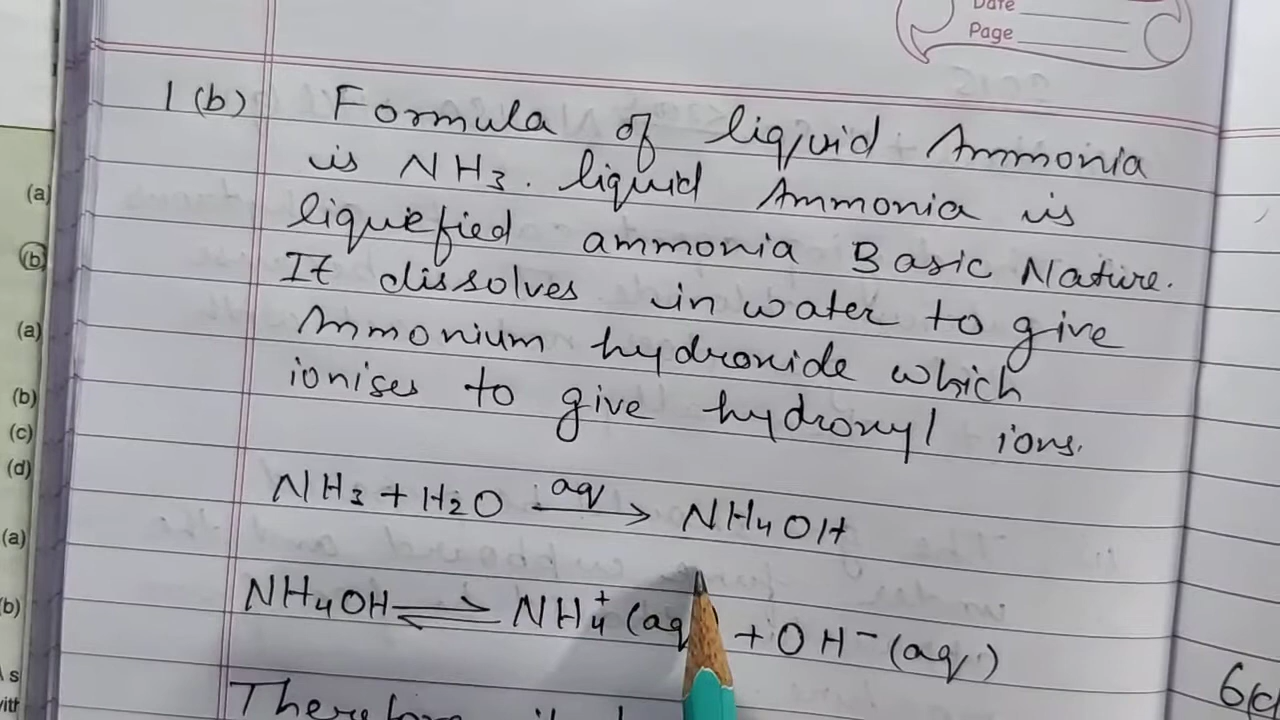 Date
Page
1(b) Formula of liquid Ammonia
is NH3. liquid Ammonia is
liquefied ammonia Basic Nature.
It dissolves in water to give
Ammonium hydroxide which
ionises to give hydroxyl ions.
NH3 + H2O aq→ NH4OH
NH4OH ⇌ NH4+ (aq) + OH- (aq)
(a)
(b)
(a)
(b)
(c)
(d)
(a)
(b)